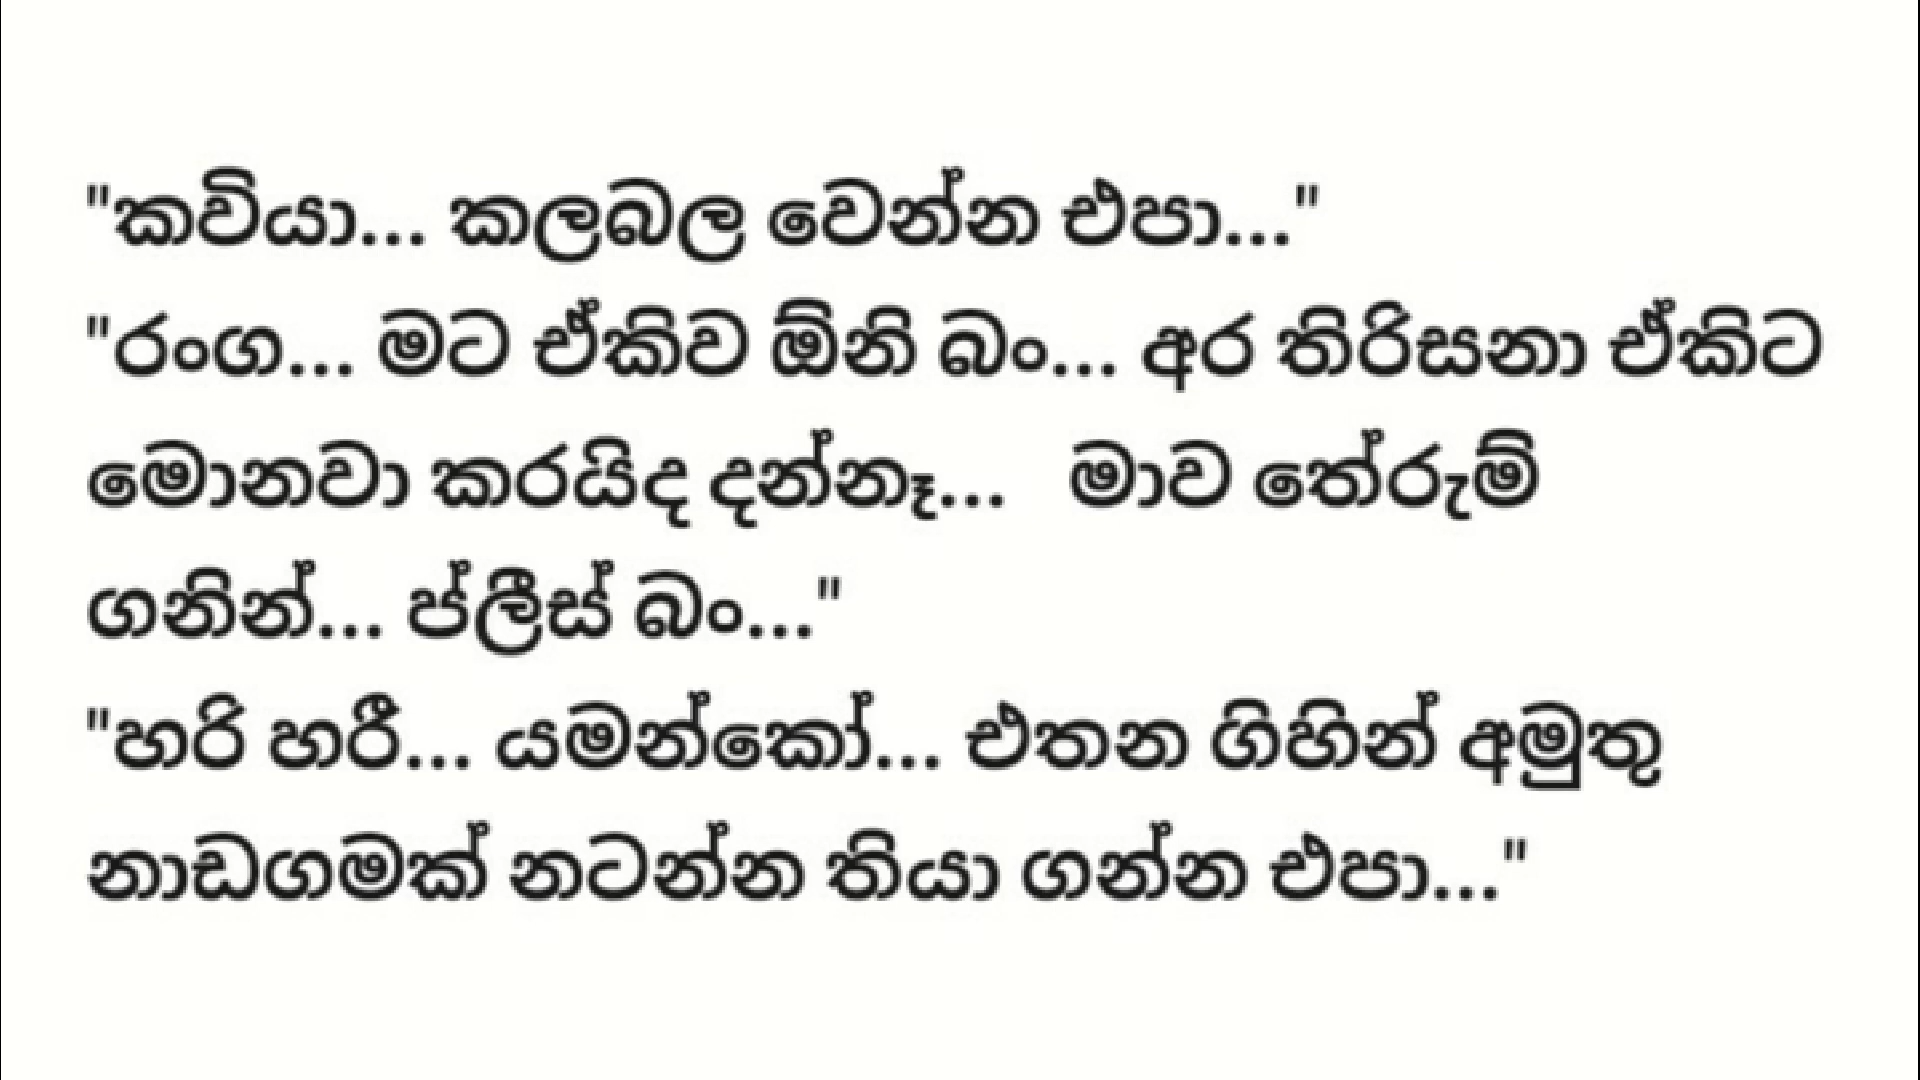 "කවියා... කලබල වෙන්න එපා..."
"රංග... මට ඒකිව ඕනි බං... අර තිරිසනා ඒකිට
මොනවා කරයිද දන්නෑ... මාව තේරුම්
ගනින්... ප්ලීස් බං..."
"හරි හරී... යමන්කෝ... එතන ගිහින් අමුතු
නාඩගමක් නටන්න තියා ගන්න එපා..."